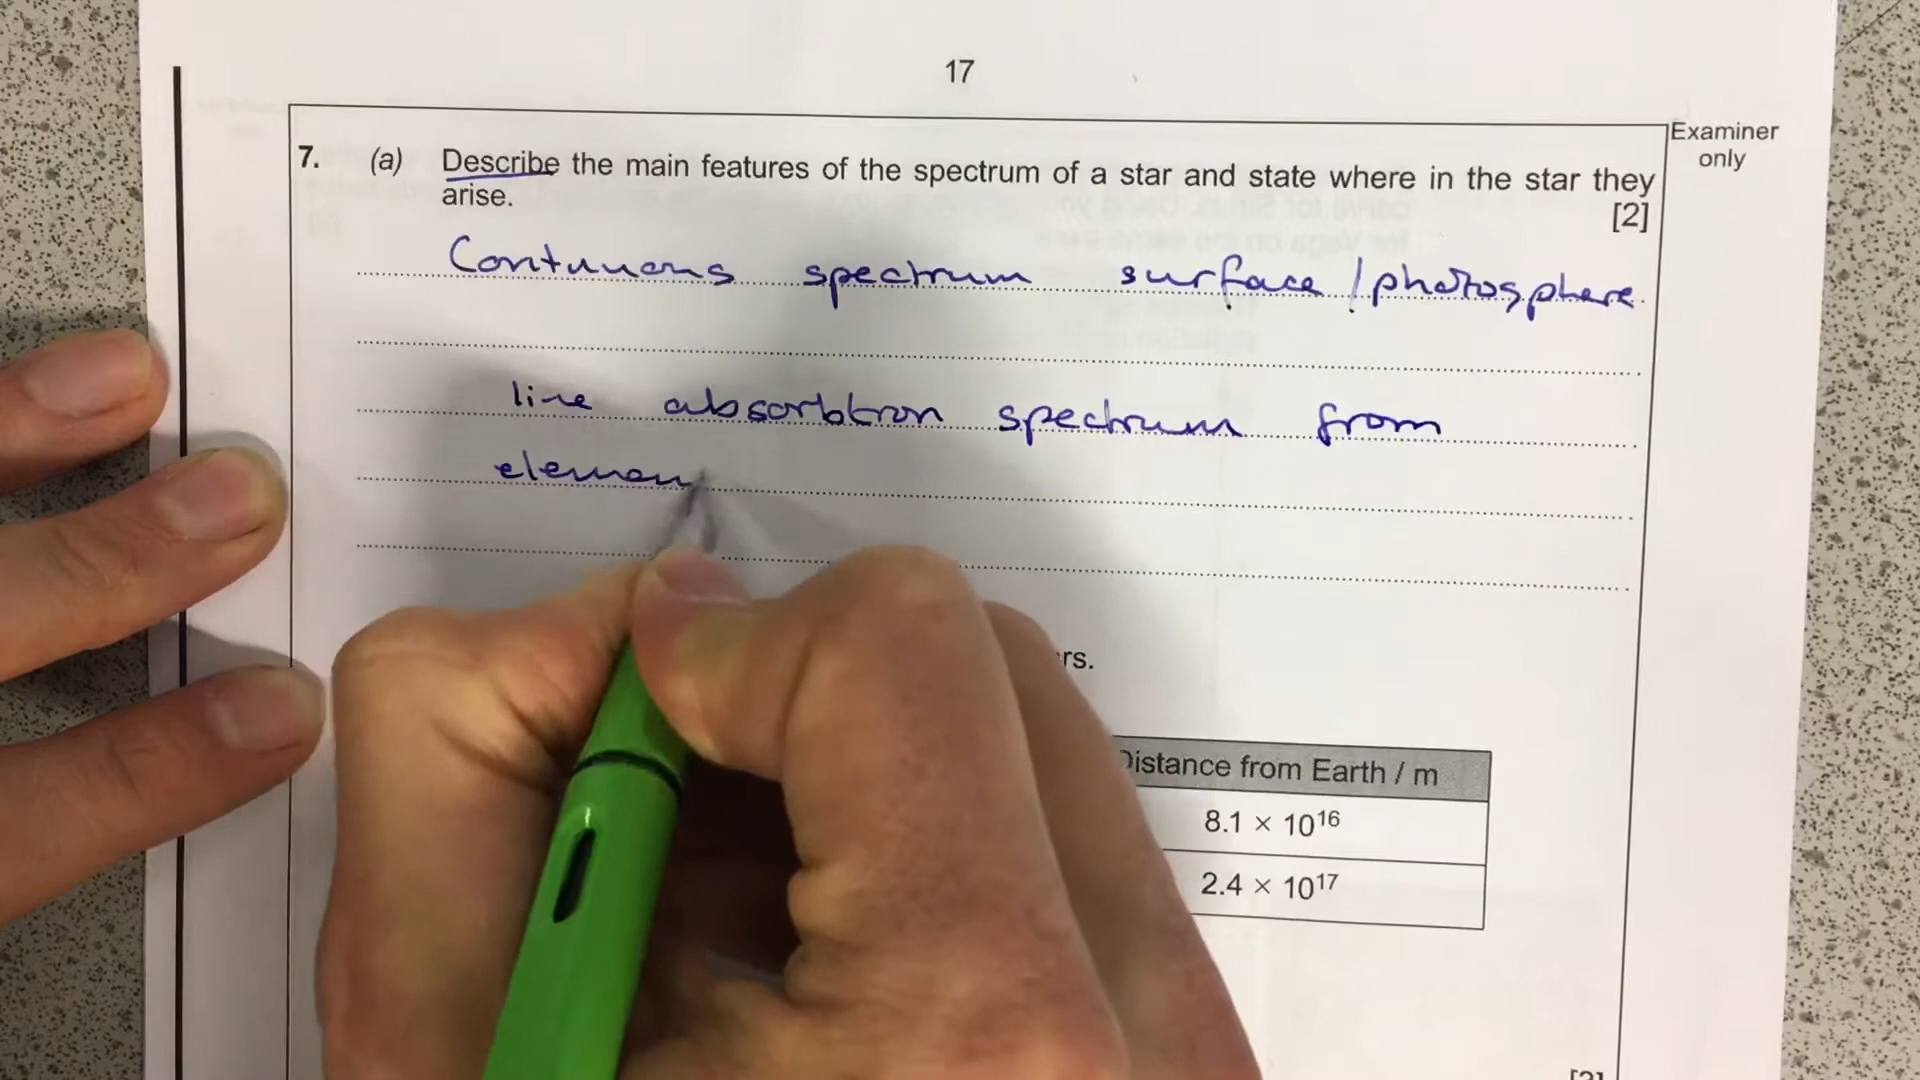 17
Examiner
only
7. (a) Describe the main features of the spectrum of a star and state where in the star they
arise.
[2]
Contunuous spectrum surface / photosphere
line absorbtion spectrum from
elemen
rs.
Distance from Earth / m
8.1 × 10¹⁶
2.4 × 10¹⁷